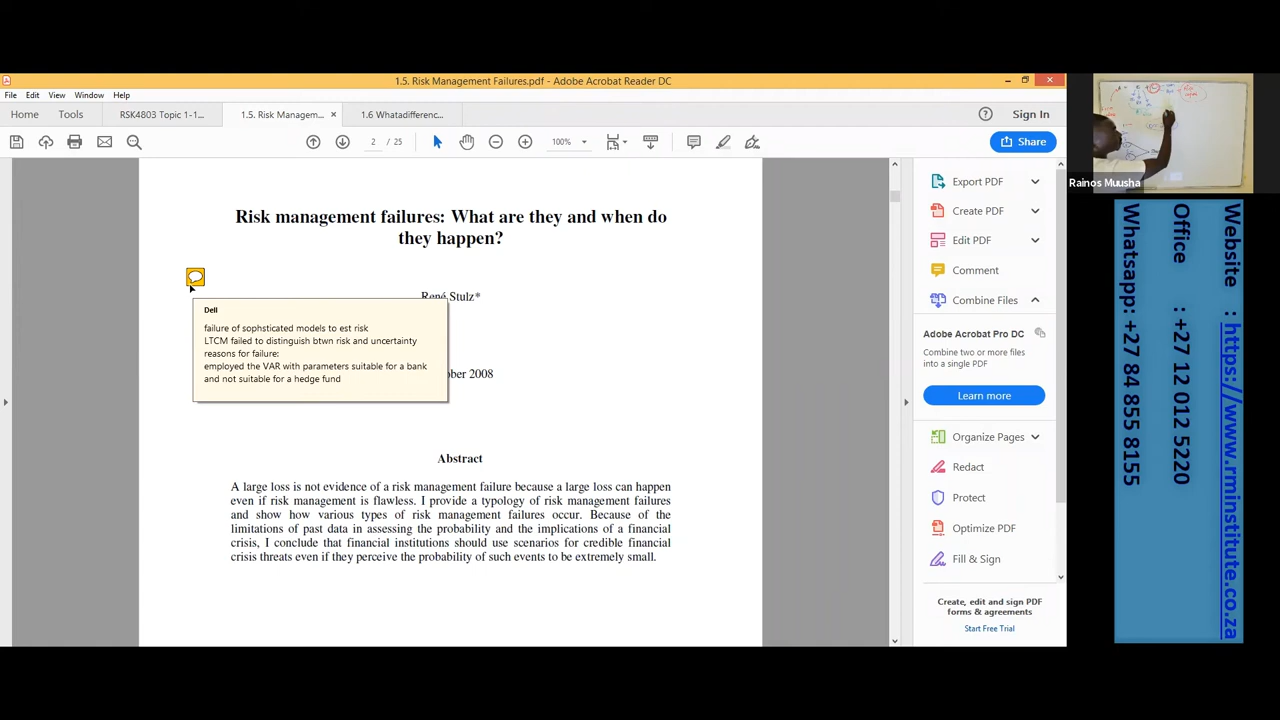 1.5. Risk Management Failures.pdf - Adobe Acrobat Reader DC
File Edit View Window Help
Home Tools RSK4803 Topic 1-1... 1.5. Risk Managem... × 1.6 Whatadifferenc... ? Sign In
2 / 25 100% Share
Risk management failures: What are they and when do
they happen?
René Stulz*
Dell
failure of sophsticated models to est risk
LTCM failed to distinguish btwn risk and uncertainty
reasons for failure:
employed the VAR with parameters suitable for a bank
and not suitable for a hedge fund
ober 2008
Abstract
A large loss is not evidence of a risk management failure because a large loss can happen
even if risk management is flawless. I provide a typology of risk management failures
and show how various types of risk management failures occur. Because of the
limitations of past data in assessing the probability and the implications of a financial
crisis, I conclude that financial institutions should use scenarios for credible financial
crisis threats even if they perceive the probability of such events to be extremely small.
Export PDF
Create PDF
Edit PDF
Comment
Combine Files
Adobe Acrobat Pro DC
Combine two or more files
into a single PDF
Learn more
Organize Pages
Redact
Protect
Optimize PDF
Fill & Sign
Create, edit and sign PDF
forms & agreements
Start Free Trial
Rainos Muusha
Website : https://www.rminstitute.co.za
Office : +27 12 012 5220
Whatsapp: +27 84 855 8155